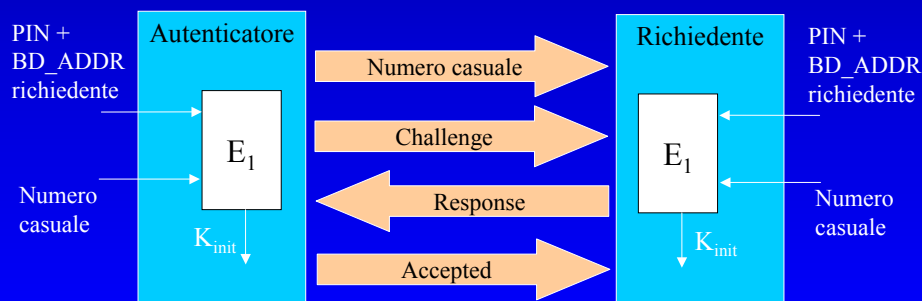 PIN +
BD_ADDR
richiedente
Numero
casuale
Autenticatore
E1
Kinit
Numero casuale
Challenge
Response
Accepted
Richiedente
E1
Kinit
PIN +
BD_ADDR
richiedente
Numero
casuale